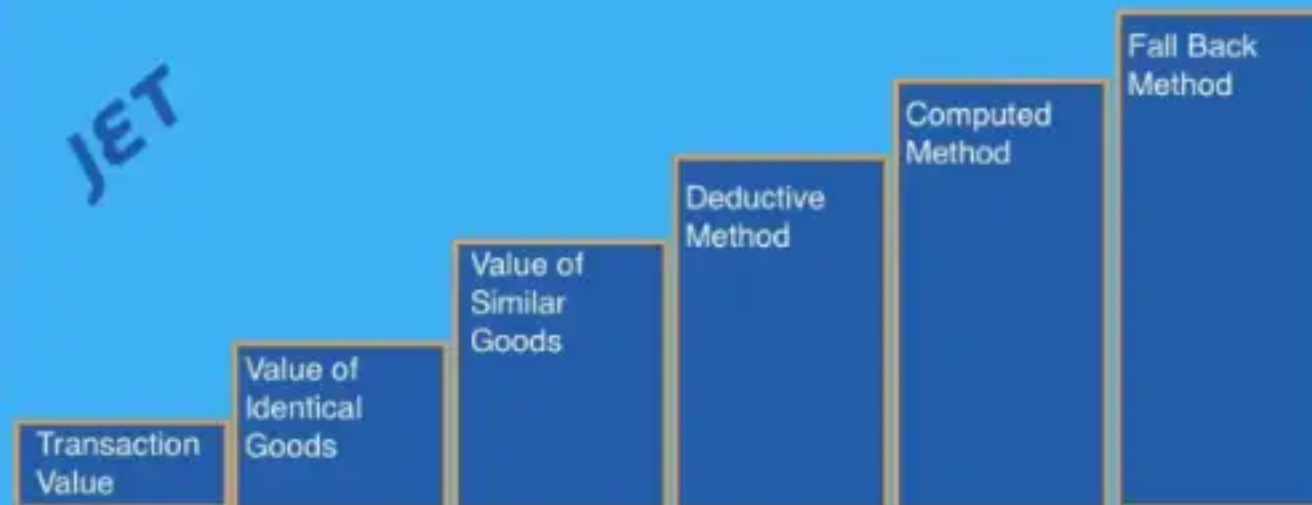 JET
Transaction
Value
Value of
Identical
Goods
Value of
Similar
Goods
Deductive
Method
Computed
Method
Fall Back
Method